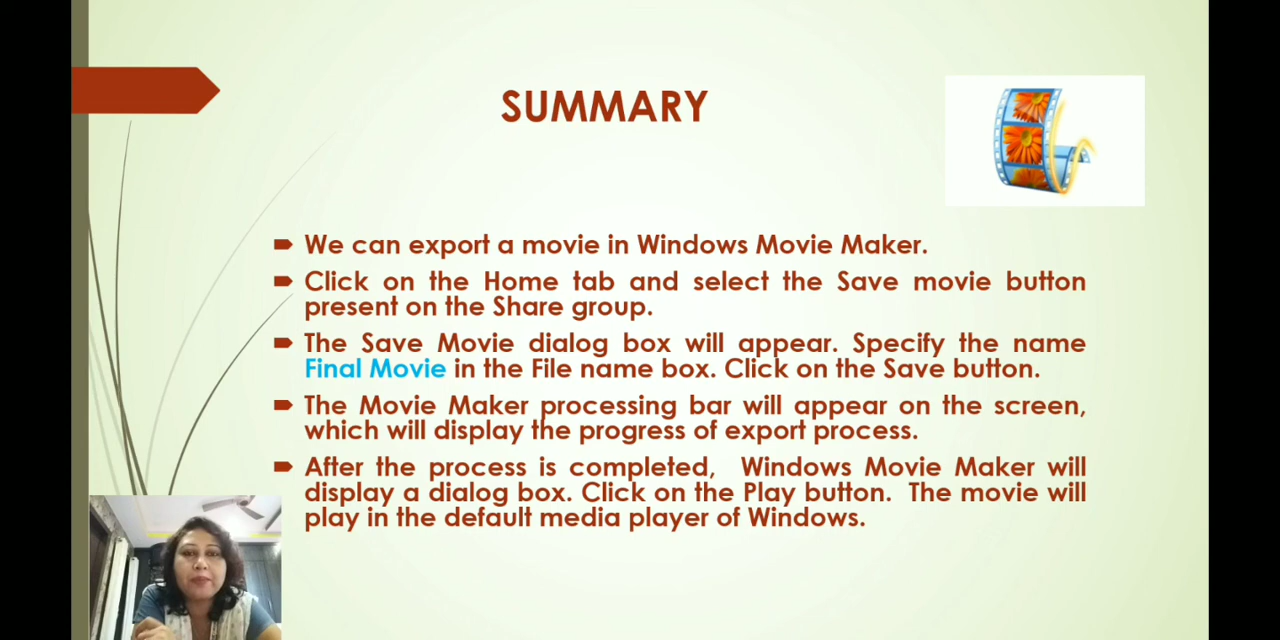 SUMMARY
We can export a movie in Windows Movie Maker.
Click on the Home tab and select the Save movie button
present on the Share group.
The Save Movie dialog box will appear. Specify the name
Final Movie in the File name box. Click on the Save button.
The Movie Maker processing bar will appear on the screen,
which will display the progress of export process.
After the process is completed,  Windows Movie Maker will
display a dialog box. Click on the Play button.  The movie will
play in the default media player of Windows.